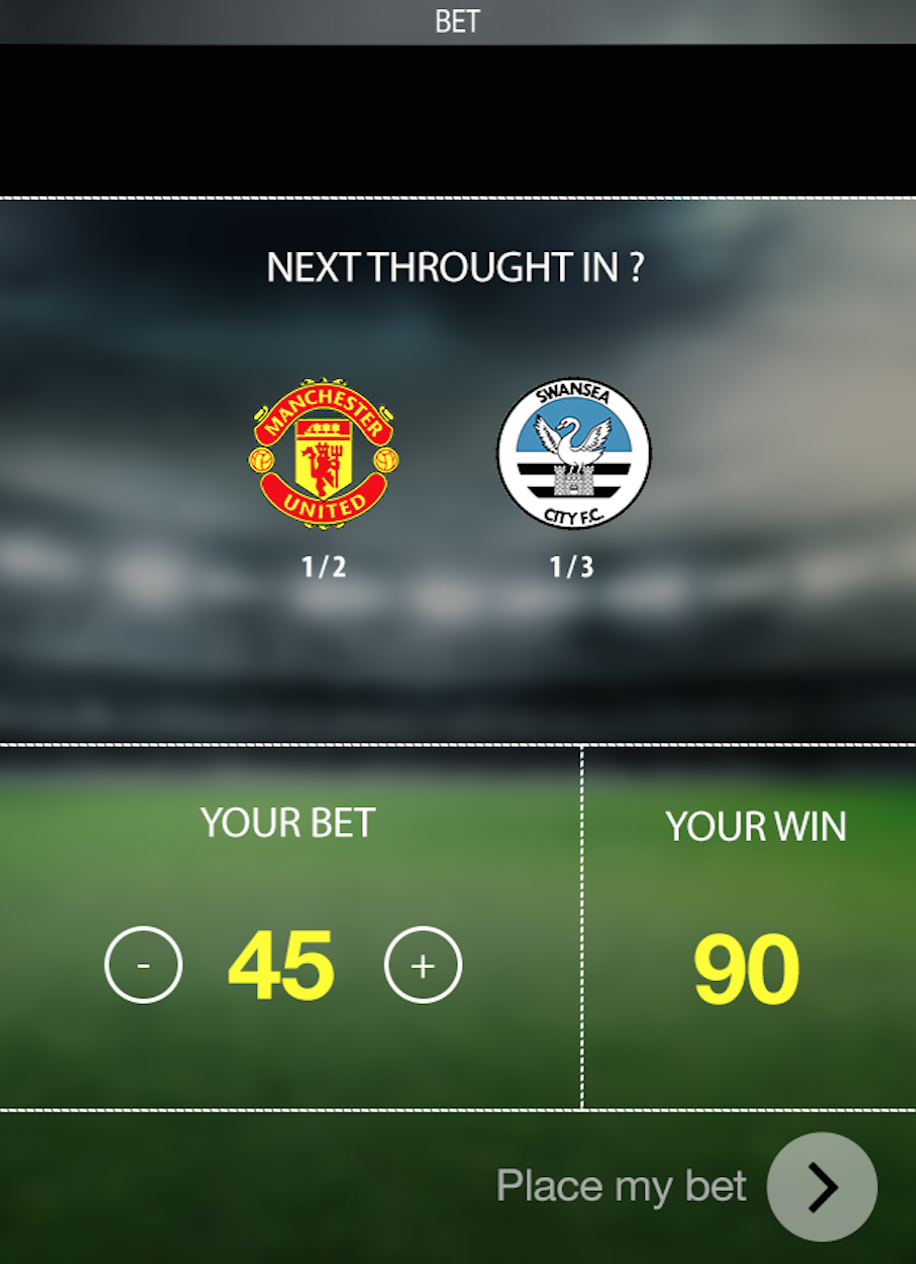 BET
NEXT THROUGHT IN ?
MANCHESTER
UNITED
SWANSEA
CITY F.C.
1/2
1/3
YOUR BET
YOUR WIN
- 45 +
90
Place my bet